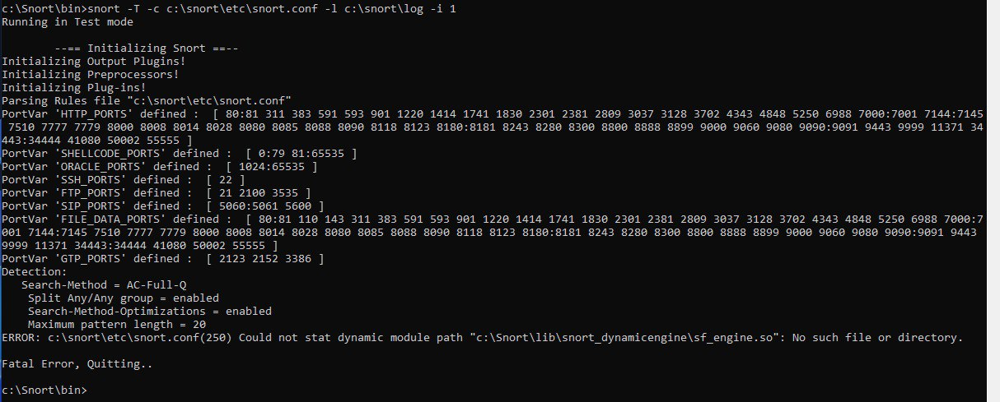 c:\Snort\bin>snort -T -c c:\snort\etc\snort.conf -l c:\snort\log -i 1
Running in Test mode
--== Initializing Snort ==--
Initializing Output Plugins!
Initializing Preprocessors!
Initializing Plug-ins!
Parsing Rules file "c:\snort\etc\snort.conf"
PortVar 'HTTP_PORTS' defined :  [ 80:81 311 383 591 593 901 1220 1414 1741 1830 2301 2381 2809 3037 3128 3702 4343 4848 5250 6988 7000:7001 7144:7145
7510 7777 7779 8000 8008 8014 8028 8080 8085 8088 8090 8118 8123 8180:8181 8243 8280 8300 8800 8888 8899 9000 9060 9080 9090:9091 9443 9999 11371 34
443:34444 41080 50002 55555 ]
PortVar 'SHELLCODE_PORTS' defined :  [ 0:79 81:65535 ]
PortVar 'ORACLE_PORTS' defined :  [ 1024:65535 ]
PortVar 'SSH_PORTS' defined :  [ 22 ]
PortVar 'FTP_PORTS' defined :  [ 21 2100 3535 ]
PortVar 'SIP_PORTS' defined :  [ 5060:5061 5600 ]
PortVar 'FILE_DATA_PORTS' defined :  [ 80:81 110 143 311 383 591 593 901 1220 1414 1741 1830 2301 2381 2809 3037 3128 3702 4343 4848 5250 6988 7000:7
001 7144:7145 7510 7777 7779 8000 8008 8014 8028 8080 8085 8088 8090 8118 8123 8180:8181 8243 8280 8300 8800 8888 8899 9000 9060 9080 9090:9091 9443
9999 11371 34443:34444 41080 50002 55555 ]
PortVar 'GTP_PORTS' defined :  [ 2123 2152 3386 ]
Detection:
Search-Method = AC-Full-Q
Split Any/Any group = enabled
Search-Method-Optimizations = enabled
Maximum pattern length = 20
ERROR: c:\snort\etc\snort.conf(250) Could not stat dynamic module path "c:\Snort\lib\snort_dynamicengine\sf_engine.so": No such file or directory.
Fatal Error, Quitting..
c:\Snort\bin>